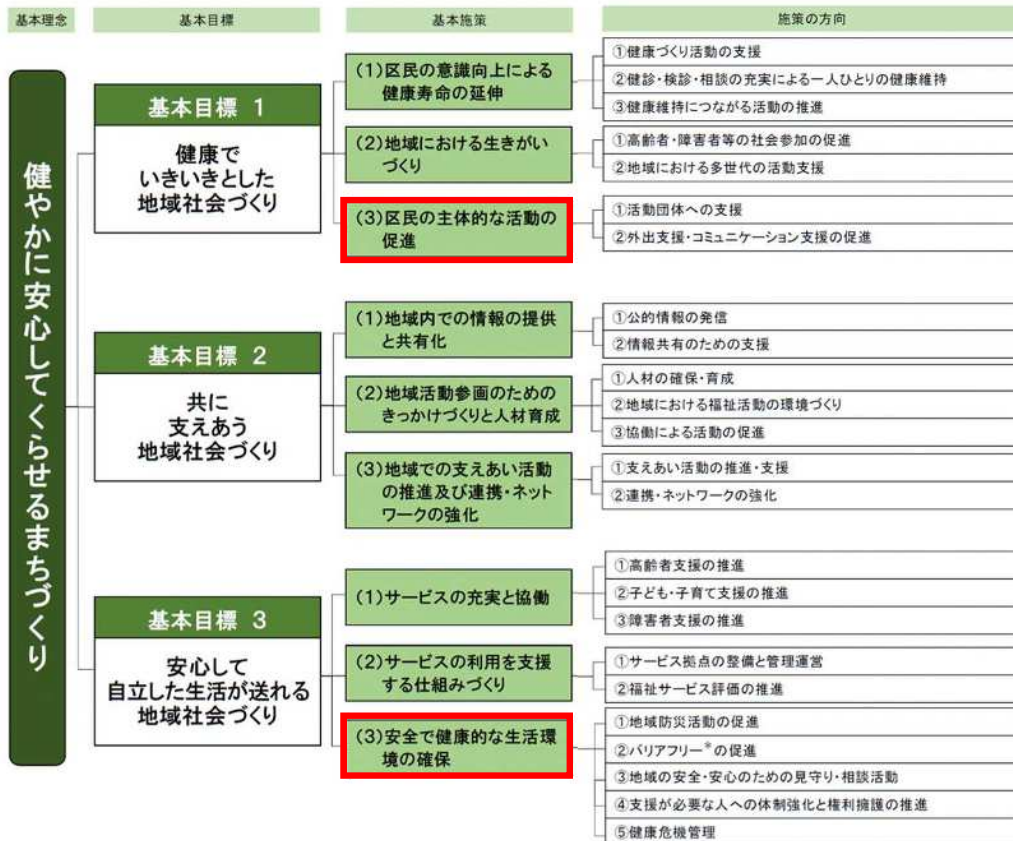 基本理念
基本目標
基本施策
施策の方向
健やかに安心してくらせるまちづくり
基本目標 1
健康で
いきいきとした
地域社会づくり
(1)区民の意識向上による
健康寿命の延伸
①健康づくり活動の支援
②健診・検診・相談の充実による一人ひとりの健康維持
③健康維持につながる活動の推進
(2)地域における生きがい
づくり
①高齢者・障害者等の社会参加の促進
②地域における多世代の活動支援
(3)区民の主体的な活動の
促進
①活動団体への支援
②外出支援・コミュニケーション支援の促進
基本目標 2
共に
支えあう
地域社会づくり
(1)地域内での情報の提供
と共有化
①公的情報の発信
②情報共有のための支援
(2)地域活動参画のための
きっかけづくりと人材育成
①人材の確保・育成
②地域における福祉活動の環境づくり
③協働による活動の促進
(3)地域での支えあい活動
の推進及び連携・ネット
ワークの強化
①支えあい活動の推進・支援
②連携・ネットワークの強化
基本目標 3
安心して
自立した生活が送れる
地域社会づくり
(1)サービスの充実と協働
①高齢者支援の推進
②子ども・子育て支援の推進
③障害者支援の推進
(2)サービスの利用を支援
する仕組みづくり
①サービス拠点の整備と管理運営
②福祉サービス評価の推進
(3)安全で健康的な生活環
境の確保
①地域防災活動の促進
②バリアフリー*の促進
③地域の安全・安心のための見守り・相談活動
④支援が必要な人への体制強化と権利擁護の推進
⑤健康危機管理